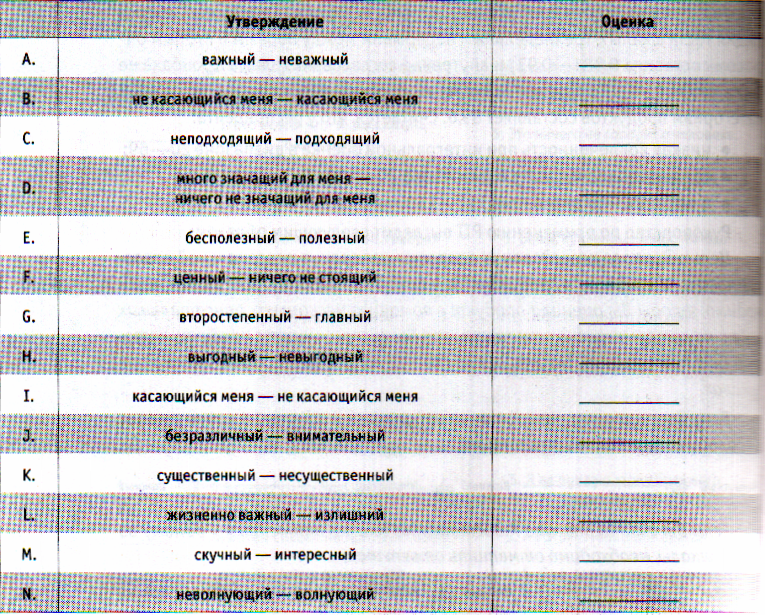 Утверждение Оценка
A. важный — неважный
B. не касающийся меня — касающийся меня
C. неподходящий — подходящий
D. много значащий для меня —
ничего не значащий для меня
E. бесполезный — полезный
F. ценный — ничего не стоящий
G. второстепенный — главный
H. выгодный — невыгодный
I. касающийся меня — не касающийся меня
J. безразличный — внимательный
K. существенный — несущественный
L. жизненно важный — излишний
M. скучный — интересный
N. неволнующий — волнующий